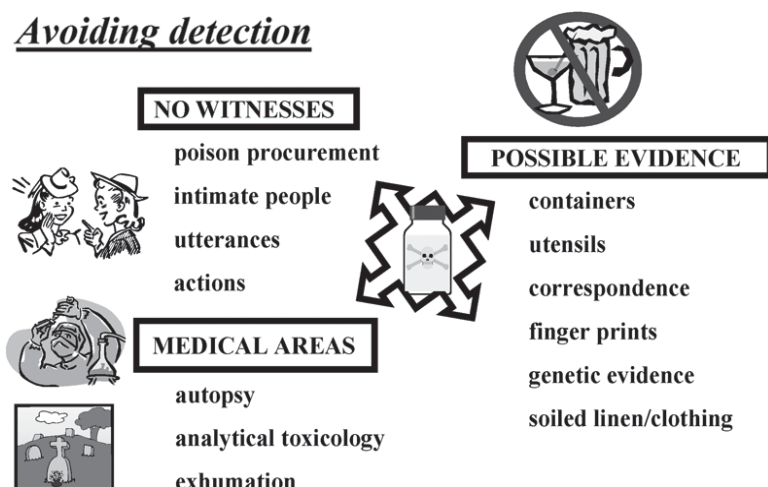 Avoiding detection
NO WITNESSES
poison procurement
intimate people
utterances
actions
MEDICAL AREAS
autopsy
analytical toxicology
exhumation
POSSIBLE EVIDENCE
containers
utensils
correspondence
finger prints
genetic evidence
soiled linen/clothing